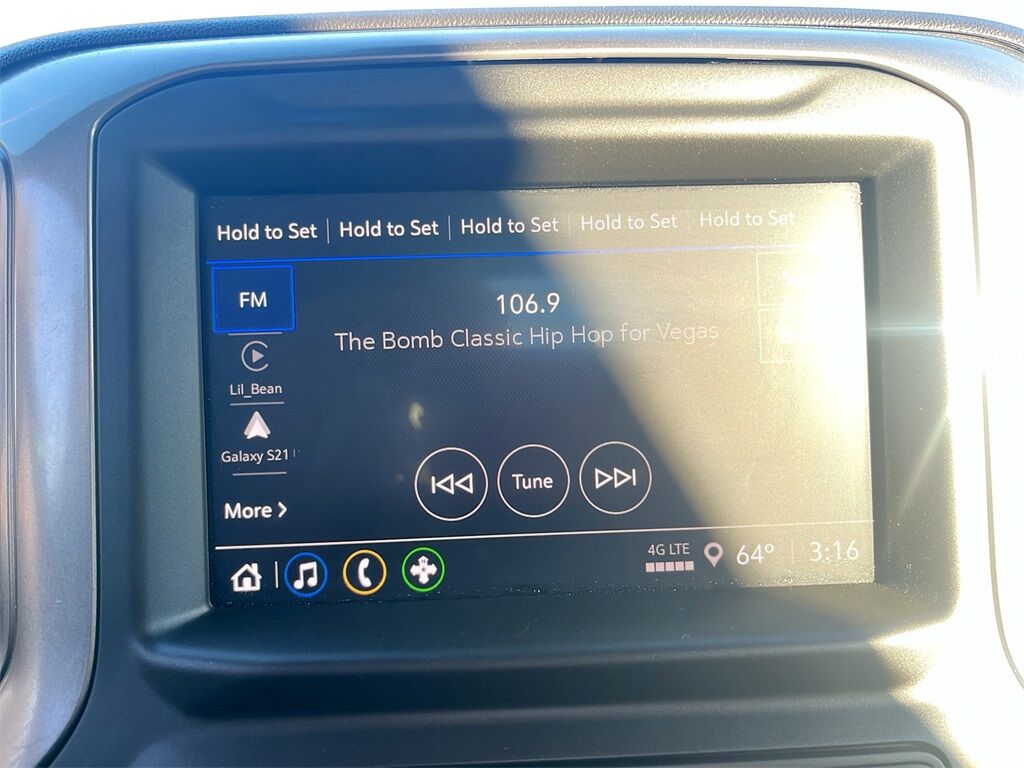 Hold to Set Hold to Set Hold to Set Hold to Set Hold to Set
FM
106.9
The Bomb Classic Hip Hop for Vegas
Lil_Bean
Galaxy S21
Tune
More
4G LTE
64° 3:16